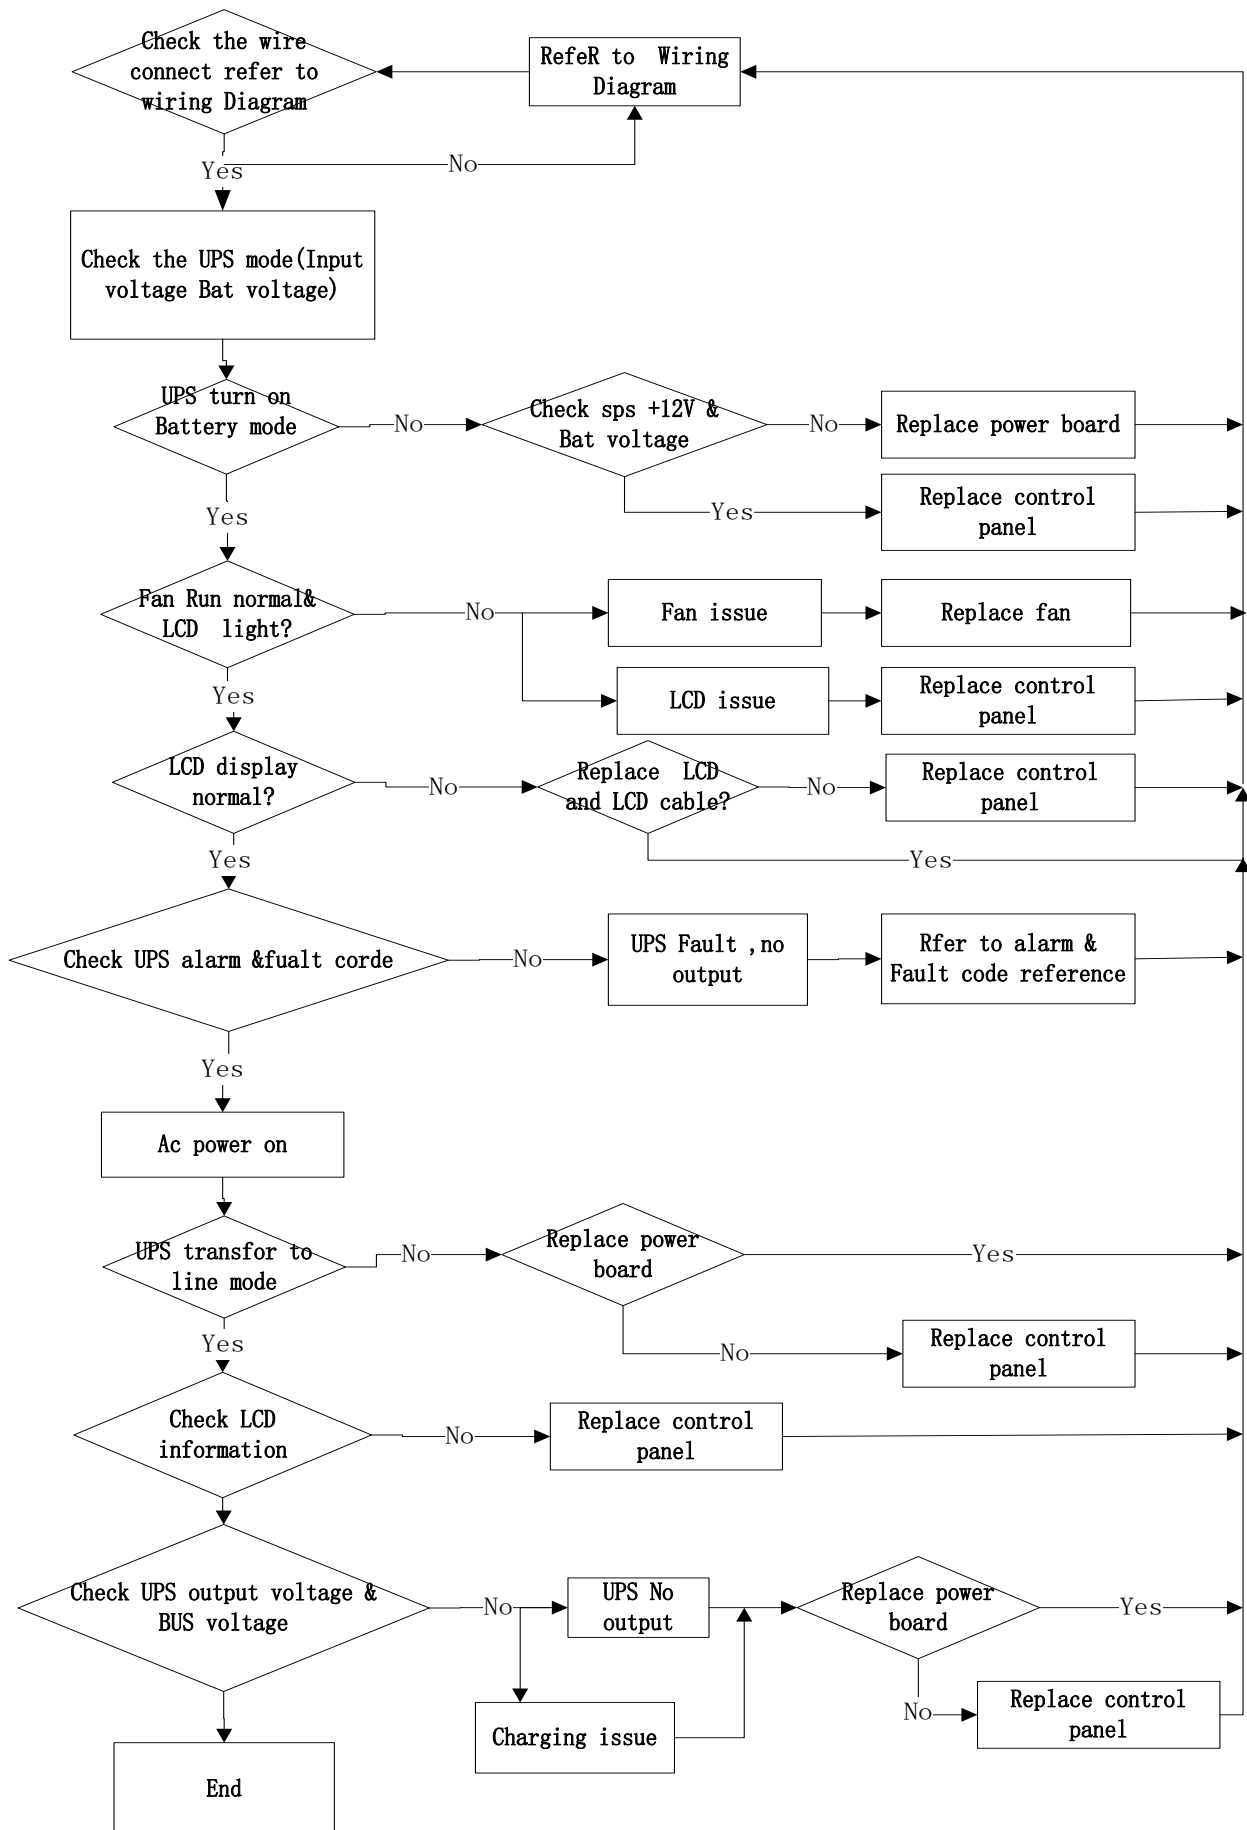 Check the wire
connect refer to
wiring Diagram
RefeR to  Wiring
Diagram
Yes
No
Check the UPS mode(Input
voltage Bat voltage)
UPS turn on
Battery mode
No
Check sps +12V &
Bat voltage
No
Replace power board
Yes
Replace control
panel
Yes
Fan Run normal&
LCD  light?
No
Fan issue
Replace fan
LCD issue
Replace control
panel
Yes
LCD display
normal?
No
Replace  LCD
and LCD cable?
No
Replace control
panel
Yes
Yes
Check UPS alarm &fualt corde
No
UPS Fault ,no
output
Rfer to alarm &
Fault code reference
Yes
Ac power on
UPS transfor to
line mode
No
Replace power
board
Yes
No
Replace control
panel
Yes
Check LCD
information
No
Replace control
panel
Check UPS output voltage &
BUS voltage
No
UPS No
output
Replace power
board
Yes
Charging issue
No
Replace control
panel
End